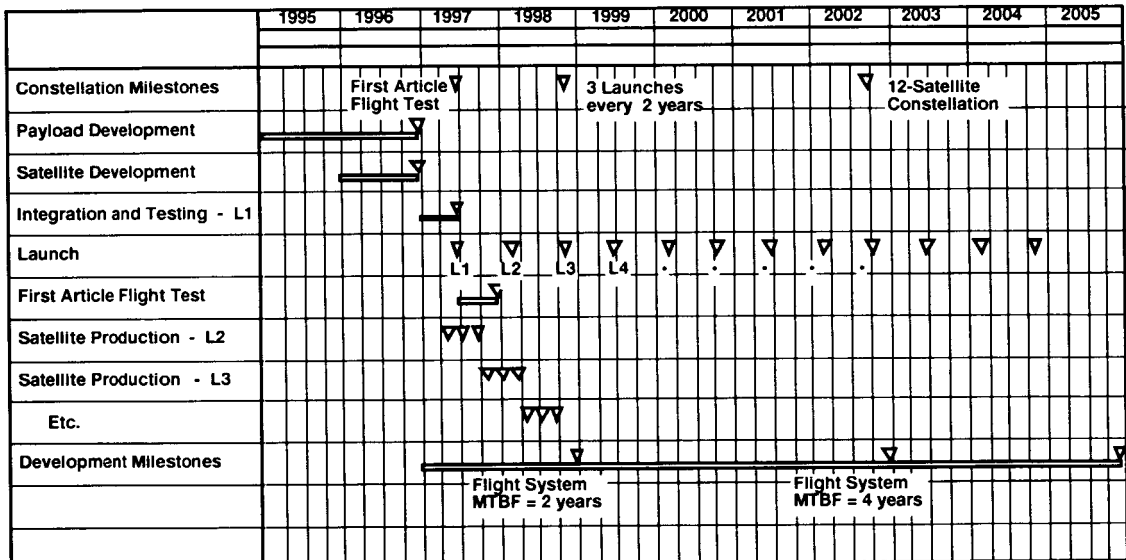 1995 1996 1997 1998 1999 2000 2001 2002 2003 2004 2005
Constellation Milestones
First Article
Flight Test
3 Launches
every 2 years
12-Satellite
Constellation
Payload Development
Satellite Development
Integration and Testing - L1
Launch
L1 L2 L3 L4 . . . . .
First Article Flight Test
Satellite Production - L2
Satellite Production - L3
Etc.
Development Milestones
Flight System
MTBF = 2 years
Flight System
MTBF = 4 years